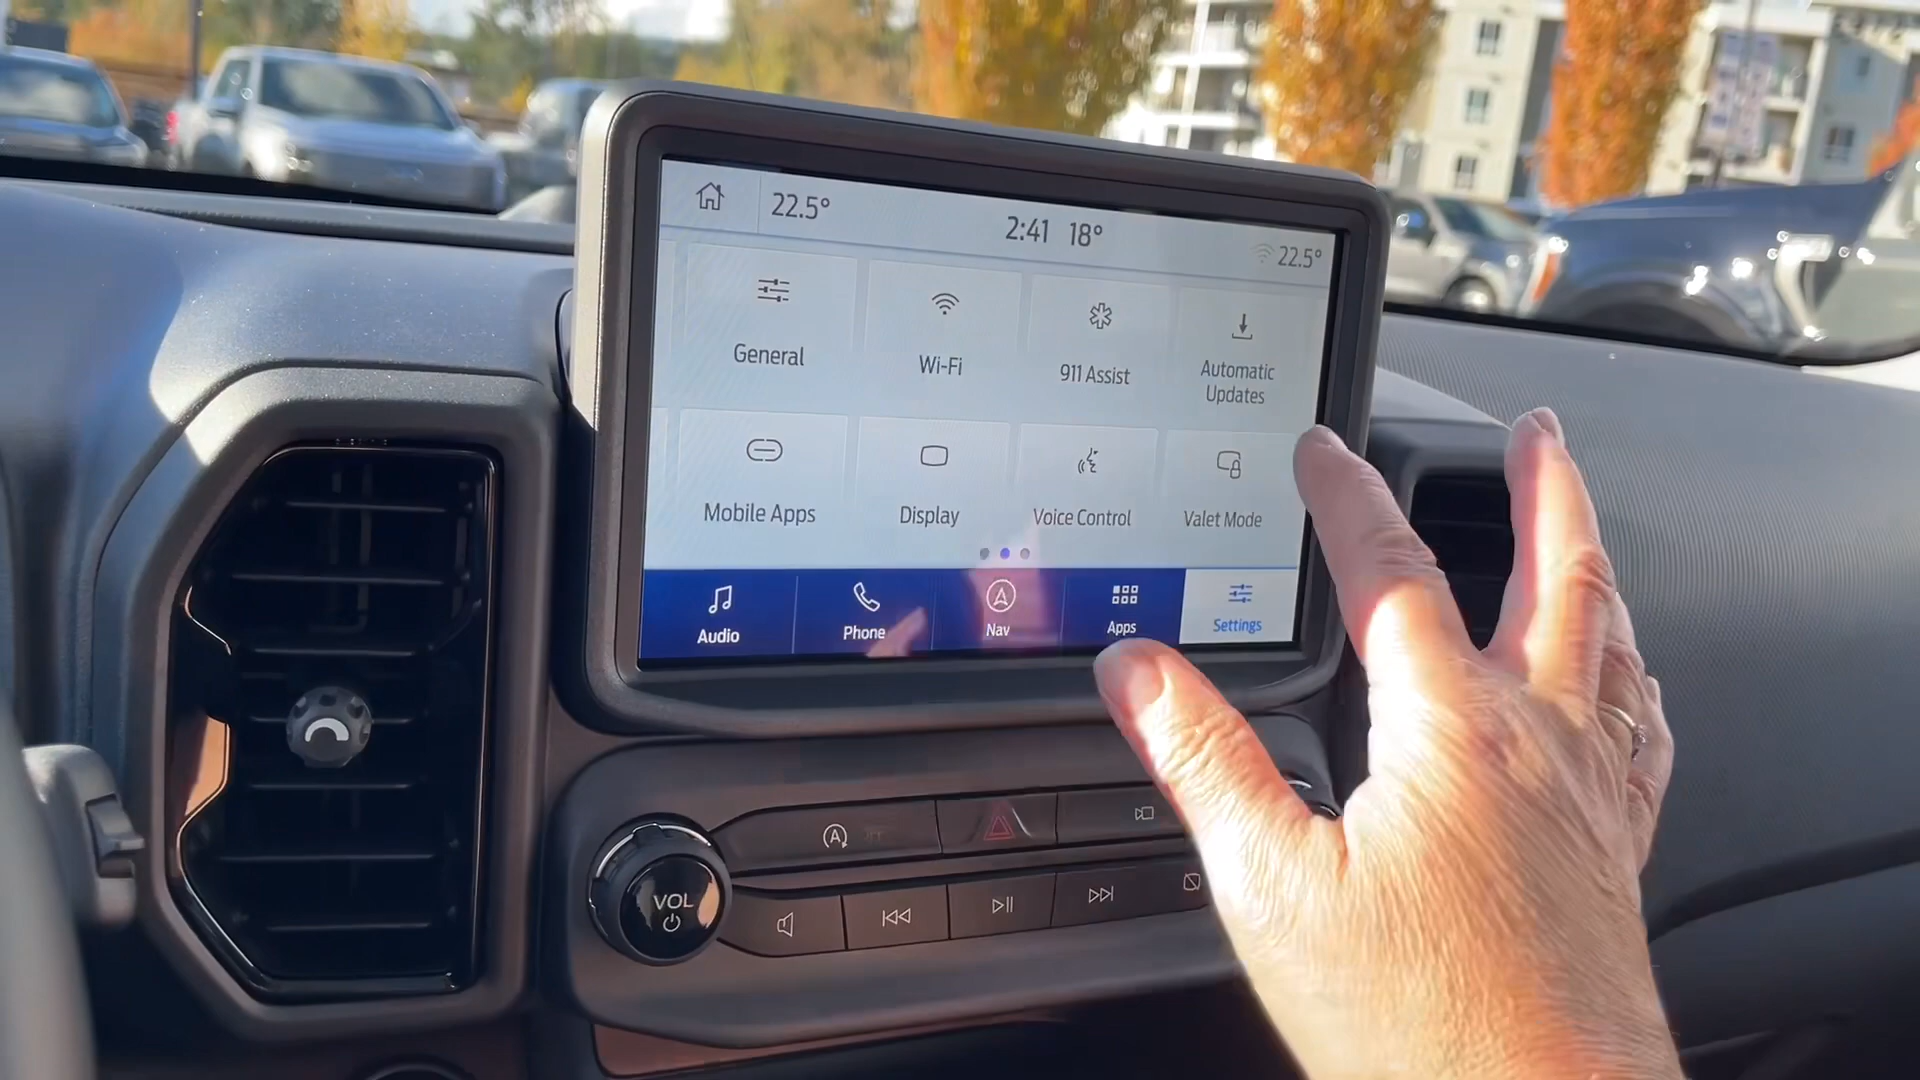 22.5°
2:41 18°
22.5°
General
Wi-Fi
911 Assist
Automatic
Updates
Mobile Apps
Display
Voice Control
Valet Mode
Audio
Phone
Nav
Apps
Settings
A
VOL